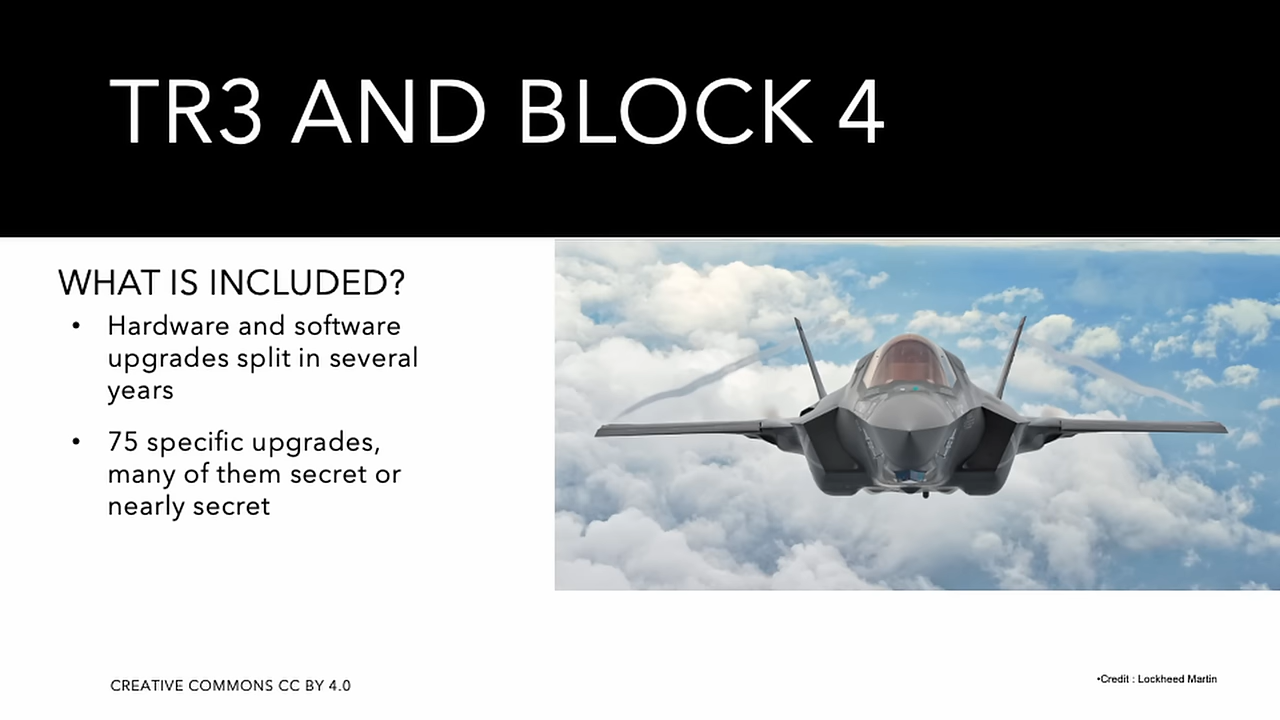 TR3 AND BLOCK 4
WHAT IS INCLUDED?
• Hardware and software
upgrades split in several
years
• 75 specific upgrades,
many of them secret or
nearly secret
CREATIVE COMMONS CC BY 4.0
•Credit : Lockheed Martin